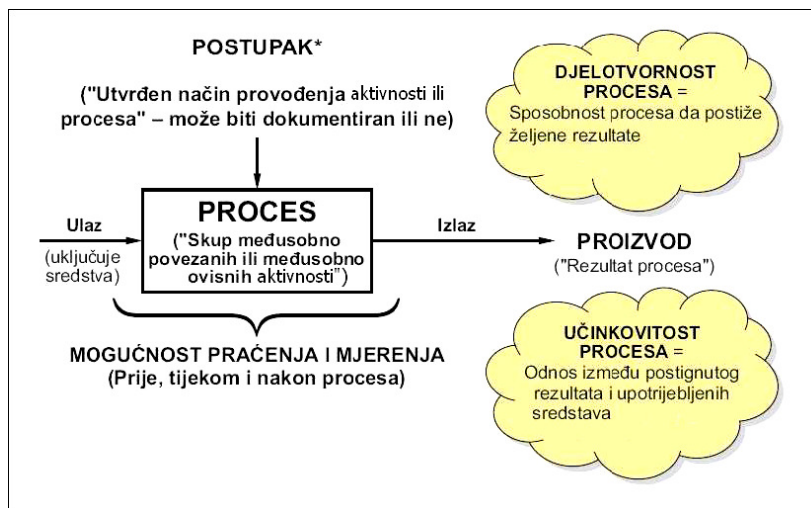 POSTUPAK*
("Utvrđen način provođenja aktivnosti ili
procesa" – može biti dokumentiran ili ne)
DJELOTVORNOST
PROCESA =
Sposobnost procesa da postiže
željene rezultate
Ulaz
(uključuje
sredstva)
PROCES
("Skup međusobno
povezanih ili međusobno
ovisnih aktivnosti")
Izlaz
PROIZVOD
("Rezultat procesa")
MOGUĆNOST PRAĆENJA I MJERENJA
(Prije, tijekom i nakon procesa)
UČINKOVITOST
PROCESA =
Odnos između postignutog
rezultata i upotrijebljenih
sredstava